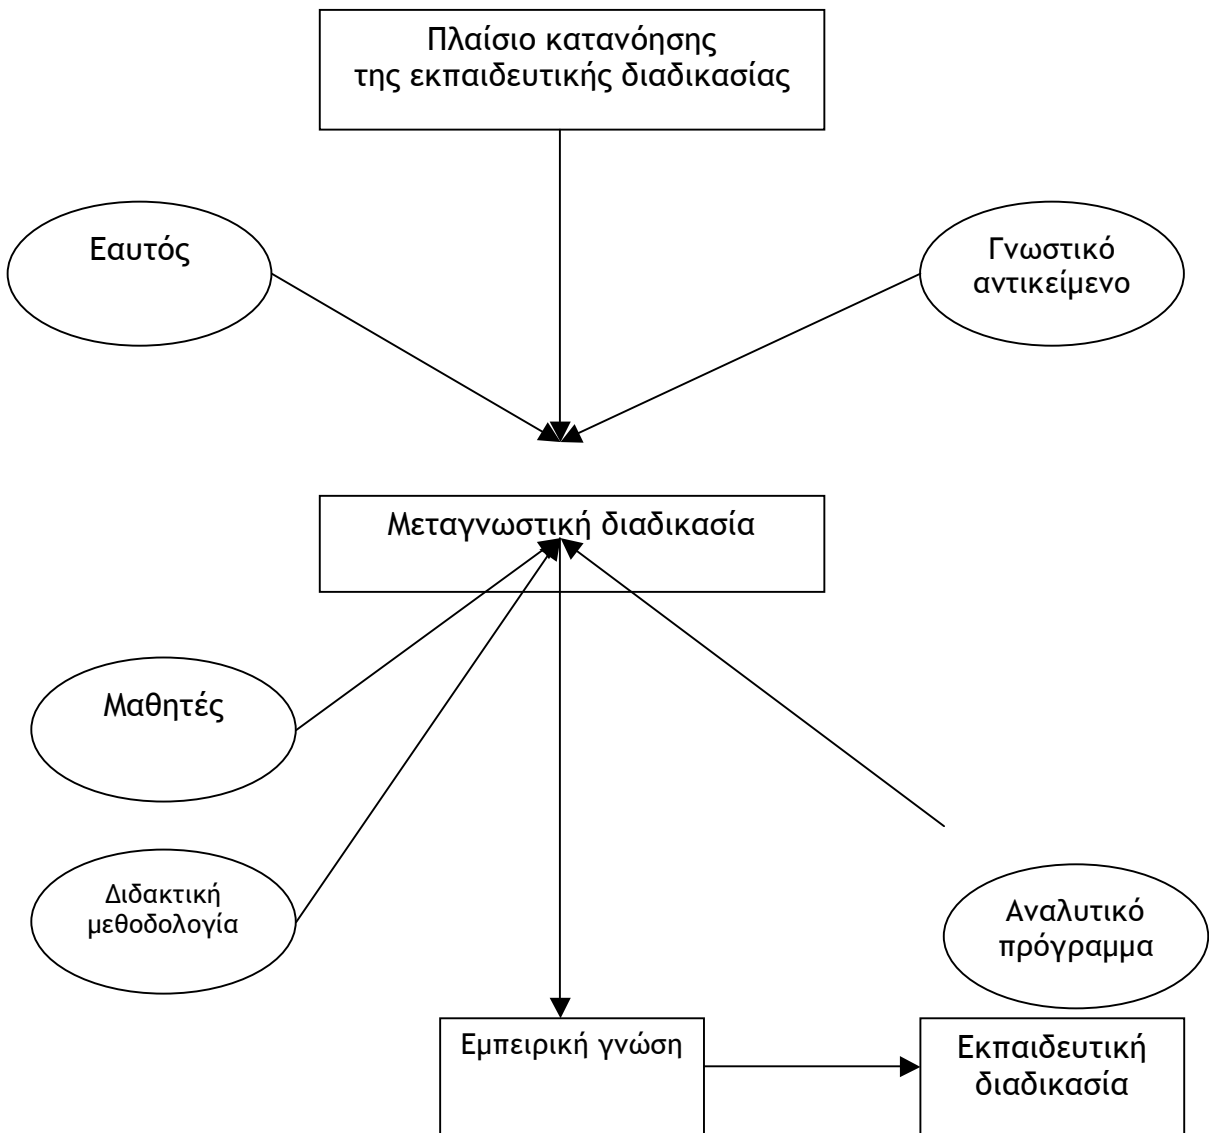 Πλαίσιο κατανόησης
της εκπαιδευτικής διαδικασίας
Εαυτός
Γνωστικό
αντικείμενο
Μεταγνωστική διαδικασία
Μαθητές
Διδακτική
μεθοδολογία
Αναλυτικό
πρόγραμμα
Εμπειρική γνώση
Εκπαιδευτική
διαδικασία